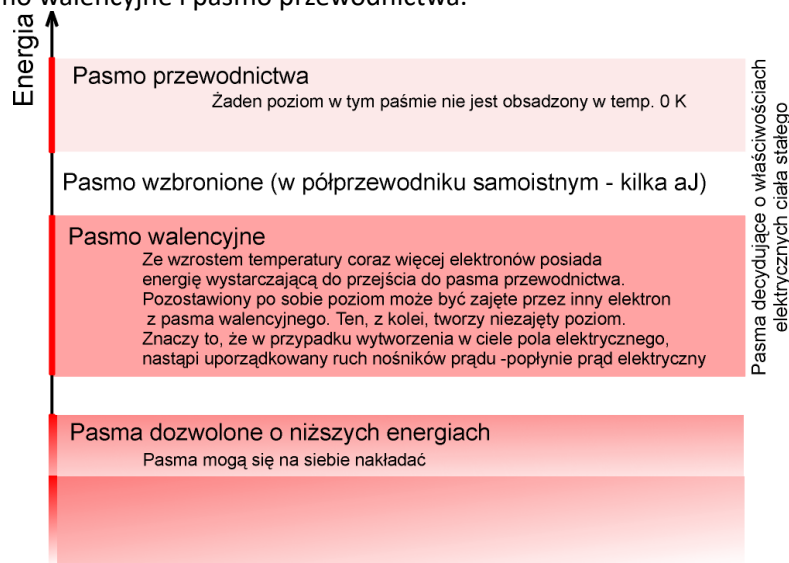 mo walencyjne i pasmo przewodnictwa.
Energia
Pasmo przewodnictwa
Żaden poziom w tym paśmie nie jest obsadzony w temp. 0 K
Pasmo wzbronione (w półprzewodniku samoistnym - kilka aJ)
Pasmo walencyjne
Ze wzrostem temperatury coraz więcej elektronów posiada
energię wystarczającą do przejścia do pasma przewodnictwa.
Pozostawiony po sobie poziom może być zajęte przez inny elektron
z pasma walencyjnego. Ten, z kolei, tworzy niezajęty poziom.
Znaczy to, że w przypadku wytworzenia w ciele pola elektrycznego,
nastąpi uporządkowany ruch nośników prądu -popłynie prąd elektryczny
Pasma dozwolone o niższych energiach
Pasma mogą się na siebie nakładać
Pasma decydujące o właściwościach
elektrycznych ciała stałego